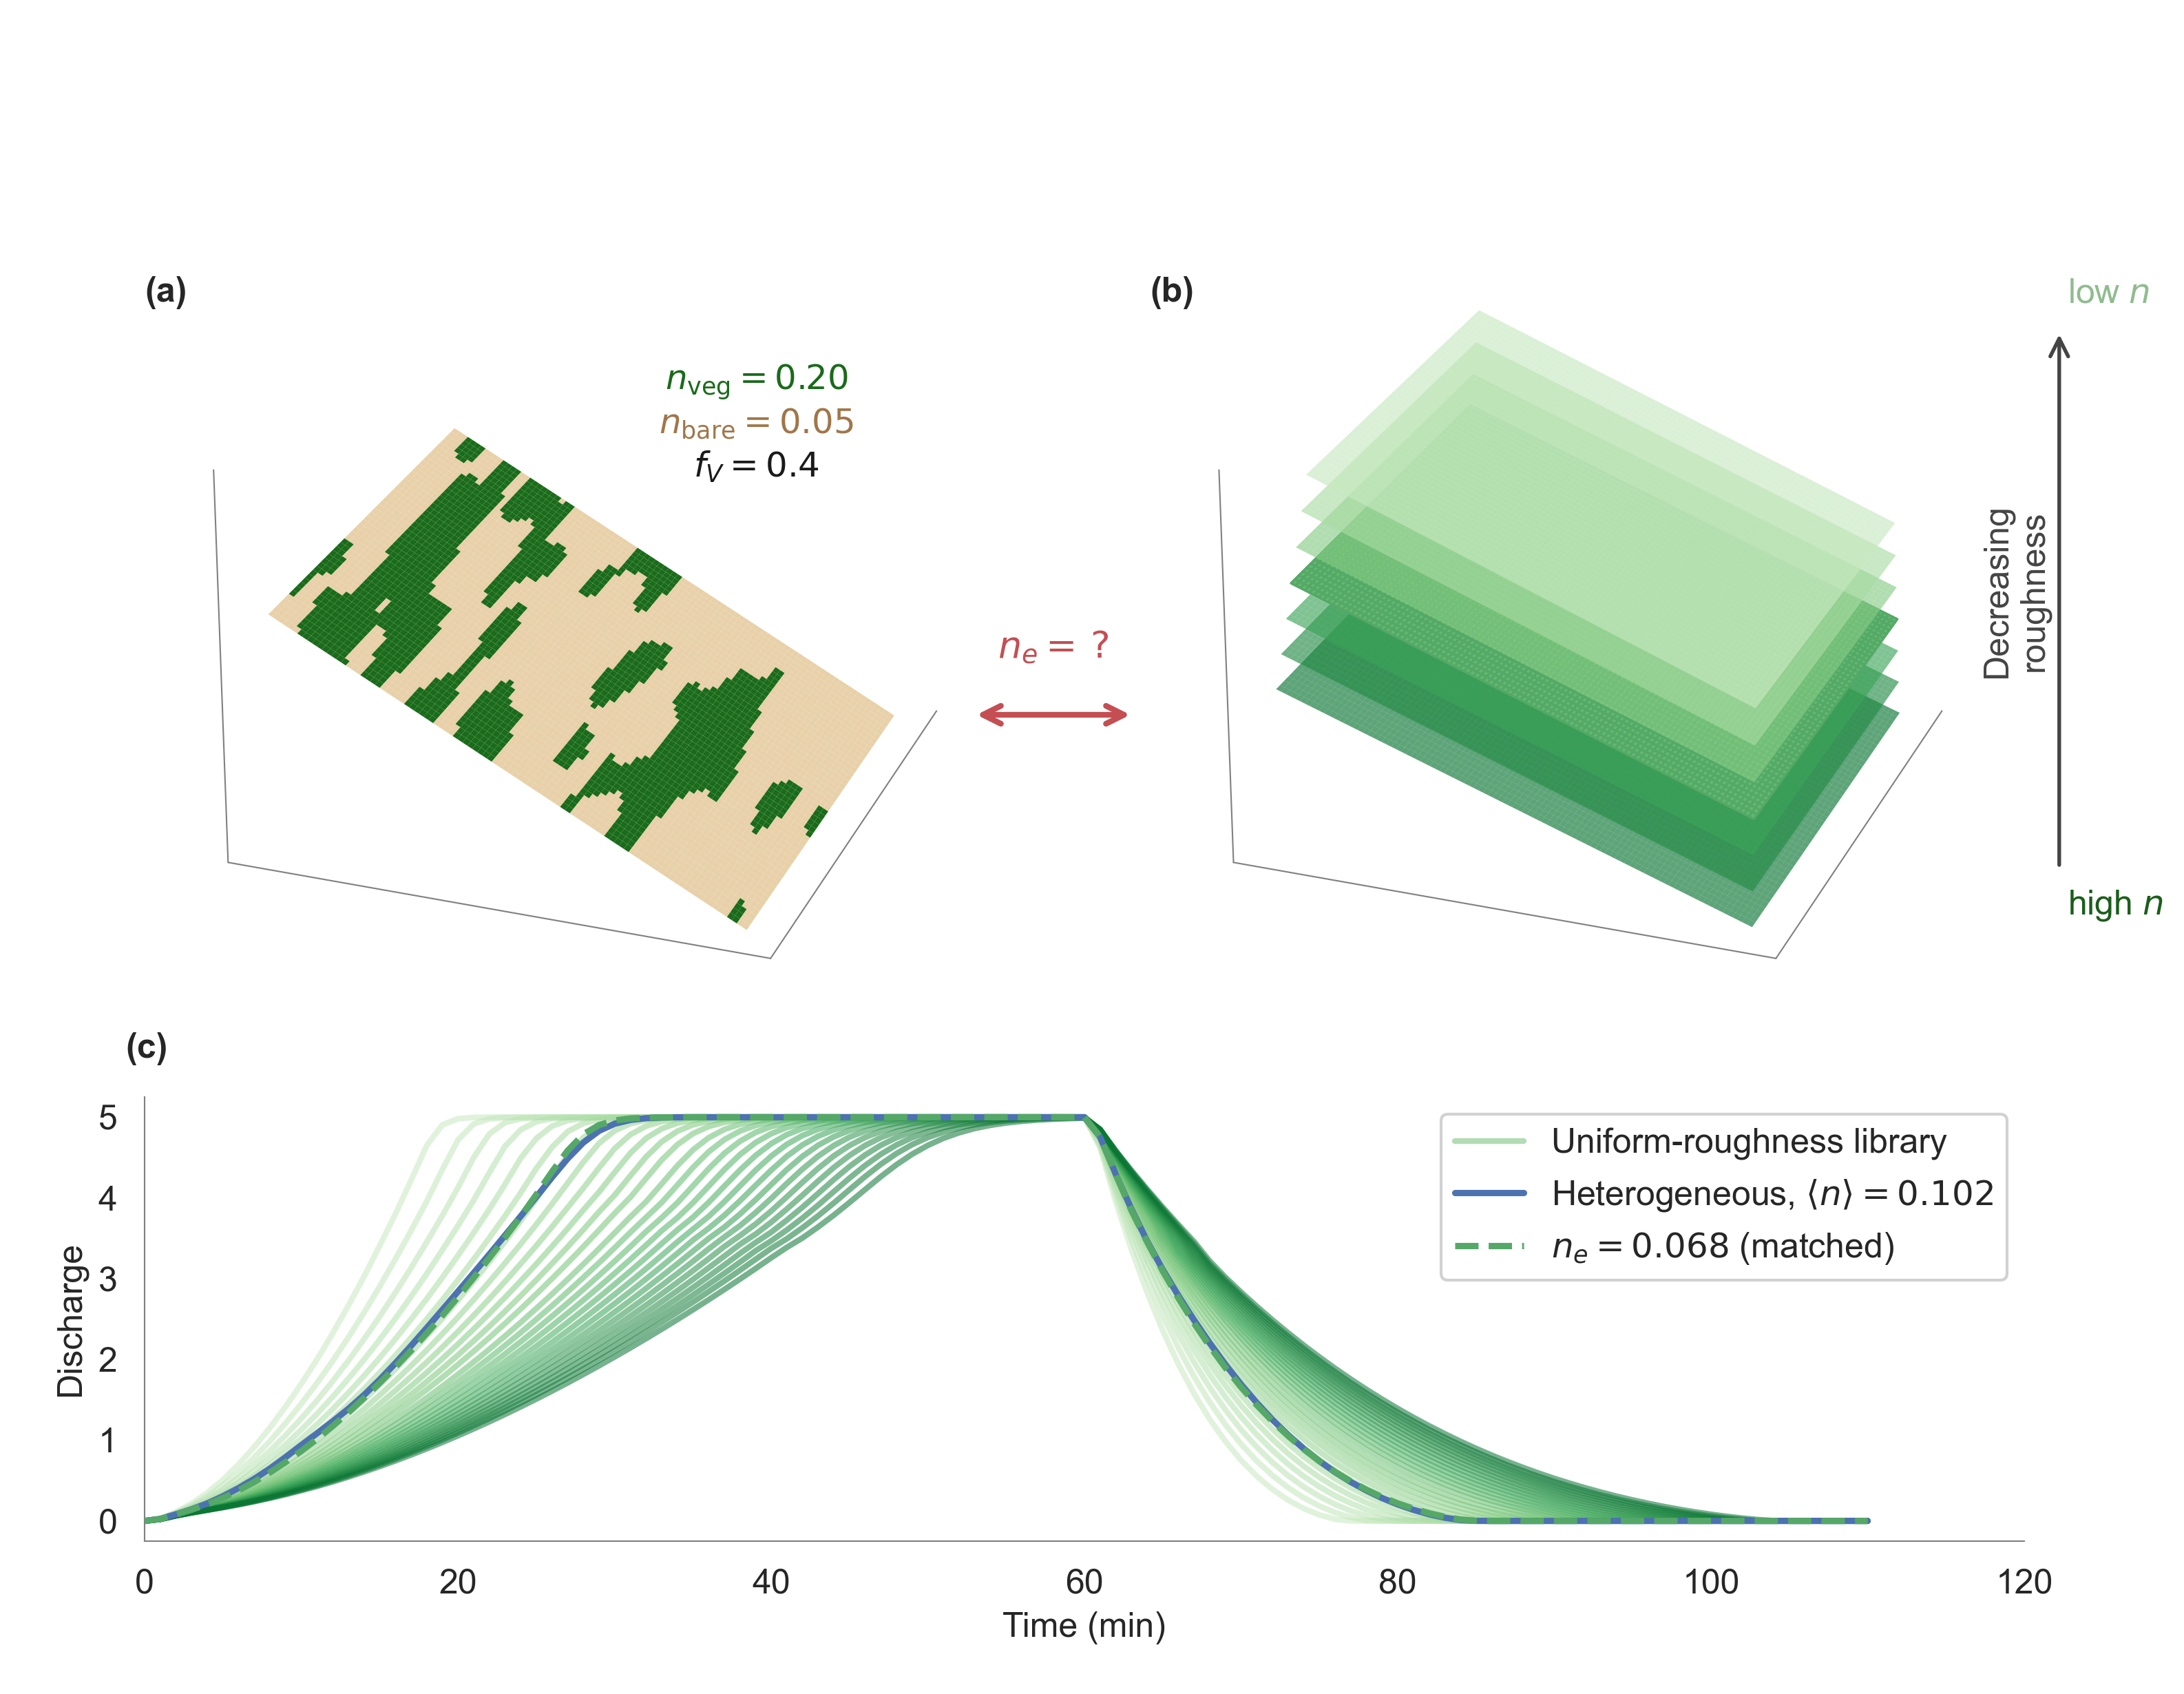 (a)
n_veg = 0.20
n_bare = 0.05
f_V = 0.4
n_e = ?
(b)
low n
Decreasing
roughness
high n
(c)
5
4
3
2
1
0
Discharge
0 20 40 60 80 100 120
Time (min)
Uniform-roughness library
Heterogeneous, ⟨n⟩ = 0.102
n_e = 0.068 (matched)